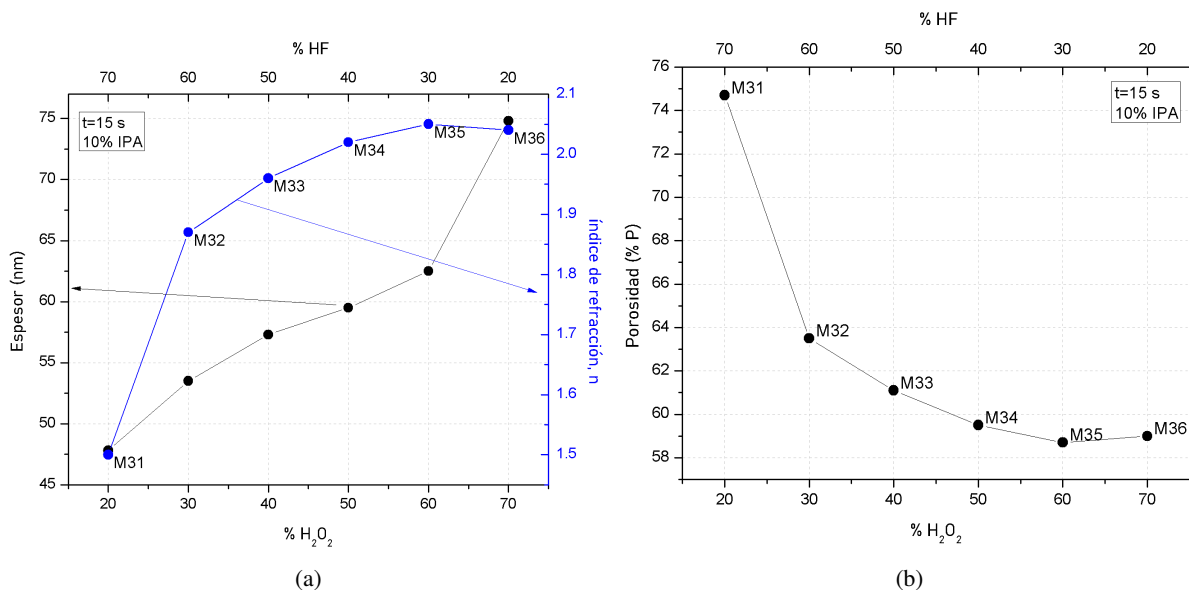 % HF
70 60 50 40 30 20
t=15 s
10% IPA
75
70
65
60
55
50
45
Espesor (nm)
M31
M32
M33
M34
M35
M36
2.1
2.0
1.9
1.8
1.7
1.6
1.5
índice de refracción, n
20 30 40 50 60 70
% H₂O₂
(a)
% HF
70 60 50 40 30 20
t=15 s
10% IPA
76
74
72
70
68
66
64
62
60
58
Porosidad (% P)
M31
M32
M33
M34
M35
M36
20 30 40 50 60 70
% H₂O₂
(b)